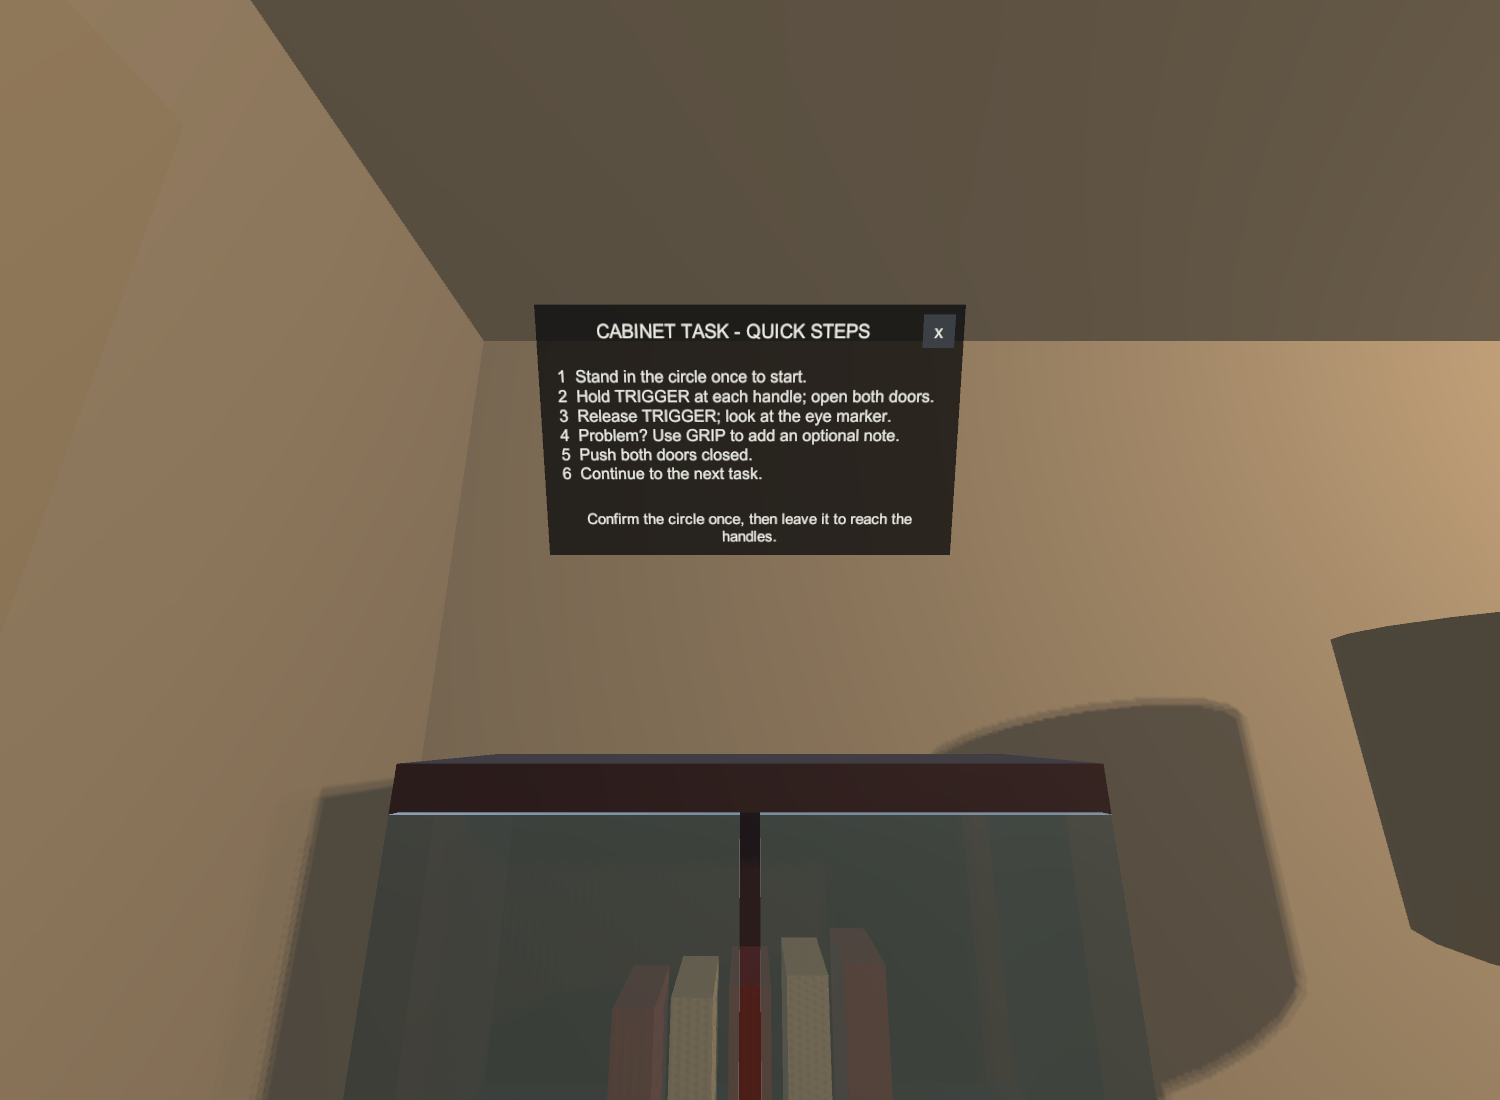 CABINET TASK - QUICK STEPS
X
1 Stand in the circle once to start.
2 Hold TRIGGER at each handle; open both doors.
3 Release TRIGGER; look at the eye marker.
4 Problem? Use GRIP to add an optional note.
5 Push both doors closed.
6 Continue to the next task.
Confirm the circle once, then leave it to reach the
handles.